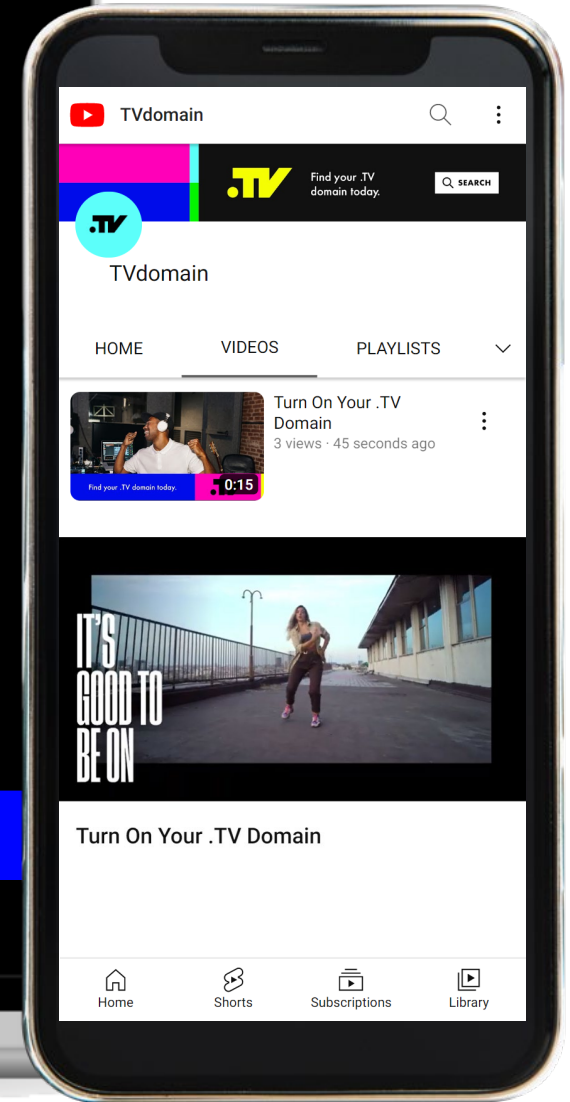 TVdomain
.TV
Find your .TV
domain today.
SEARCH
.TV
TVdomain
HOME
VIDEOS
PLAYLISTS
Turn On Your .TV
Domain
3 views · 45 seconds ago
Find your .TV domain today.
0:15
IT'S
GOOD TO
BE ON
Turn On Your .TV Domain
Home
Shorts
Subscriptions
Library